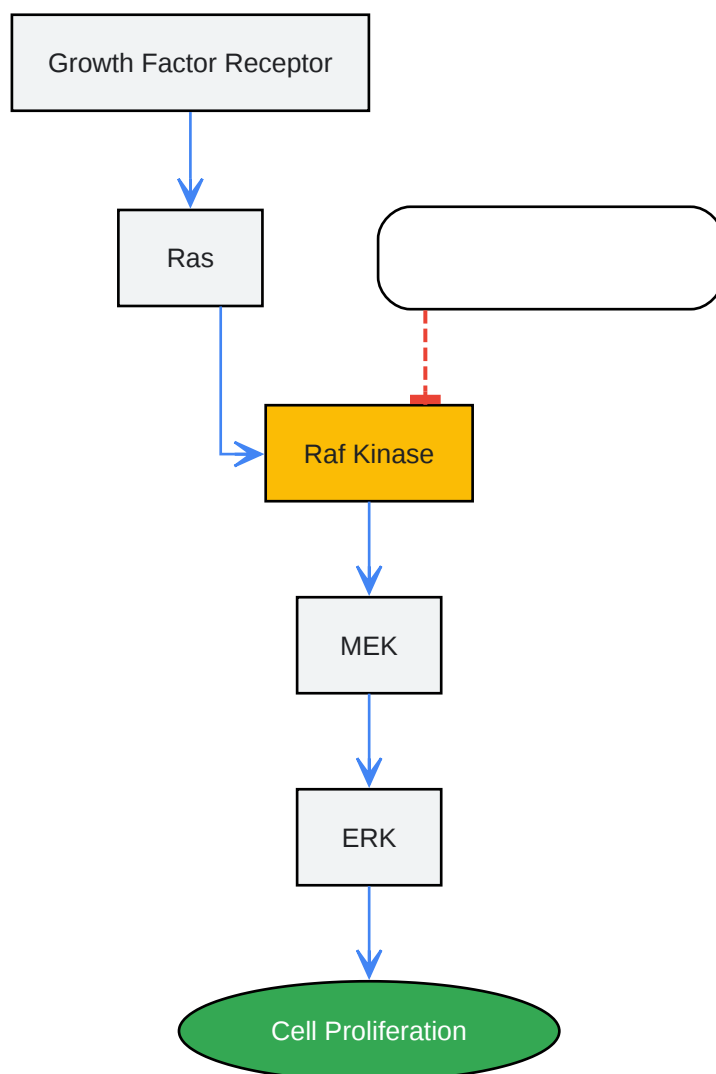 Growth Factor Receptor
Ras
Raf Kinase
MEK
ERK
Cell Proliferation